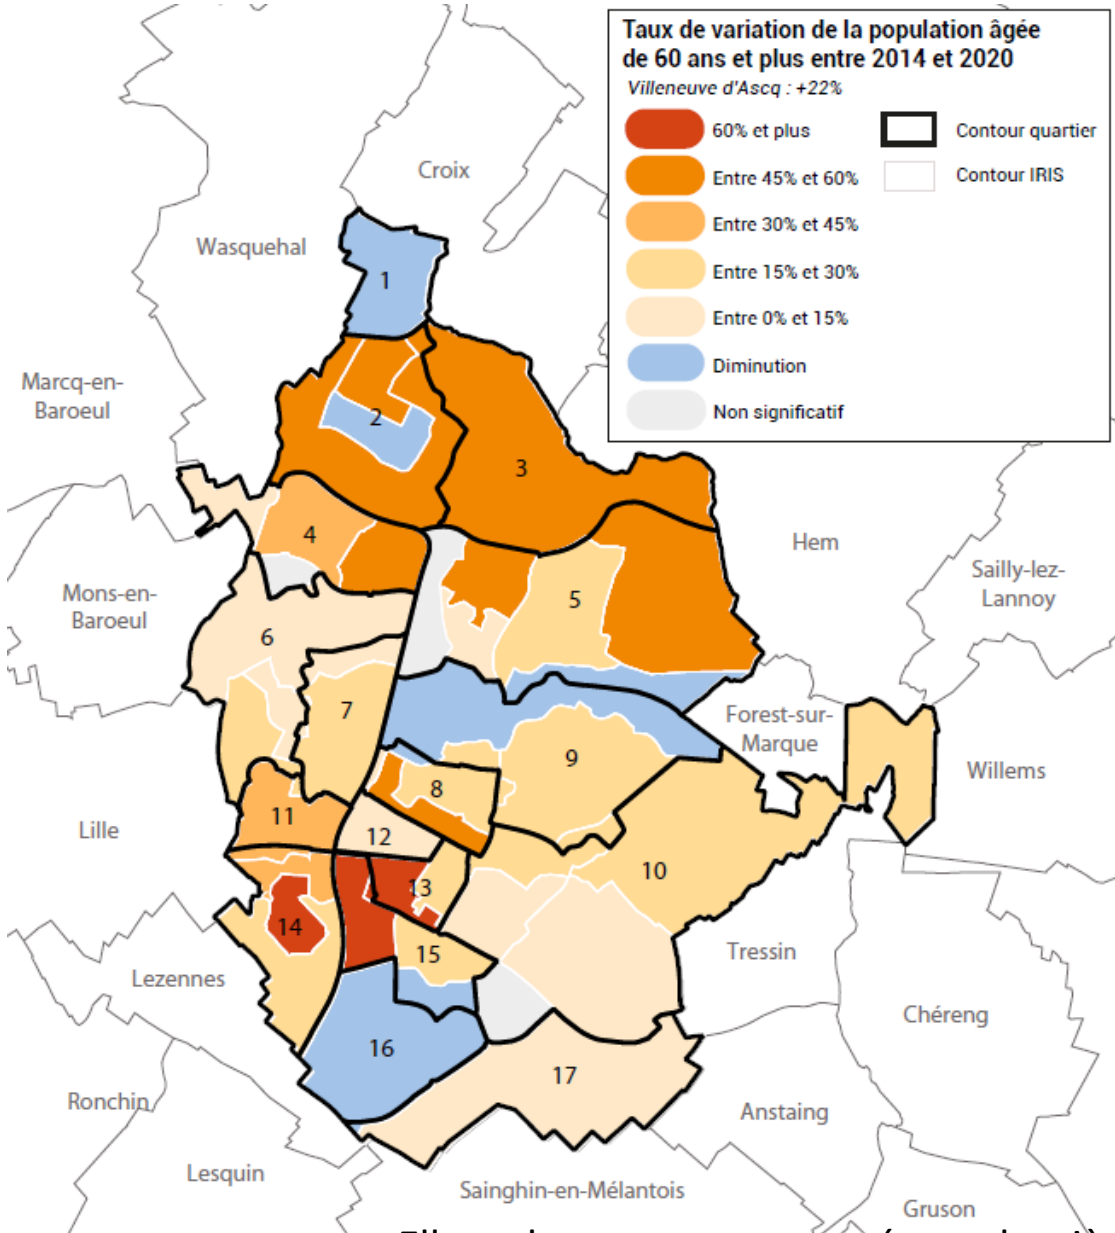 Taux de variation de la population âgée
de 60 ans et plus entre 2014 et 2020
Villeneuve d'Ascq : +22%
60% et plus
Contour quartier
Entre 45% et 60%
Contour IRIS
Entre 30% et 45%
Entre 15% et 30%
Entre 0% et 15%
Diminution
Non significatif
Croix
Wasquehal
1
Marcq-en-
Baroeul
2
3
4
Hem
Sailly-lez-
Lannoy
Mons-en-
Baroeul
5
6
7
Forest-sur-
Marque
9
Willems
8
11
Lille
12
10
13
14
15
Tressin
Lezennes
Chéreng
16
17
Ronchin
Anstaing
Lesquin
Sainghin-en-Mélantois
Gruson